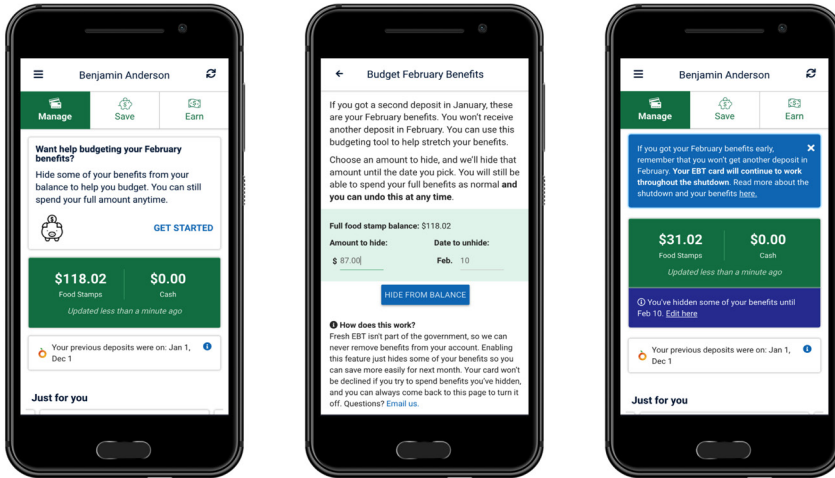 Benjamin Anderson
Manage
Save
Earn
Want help budgeting your February
benefits?
Hide some of your benefits from your
balance to help you budget. You can still
spend your full amount anytime.
GET STARTED
$118.02
Food Stamps
$0.00
Cash
Updated less than a minute ago
Your previous deposits were on: Jan 1,
Dec 1
Just for you
Budget February Benefits
If you got a second deposit in January, these
are your February benefits. You won't receive
another deposit in February. You can use this
budgeting tool to help stretch your benefits.
Choose an amount to hide, and we'll hide that
amount until the date you pick. You will still be
able to spend your full benefits as normal and
you can undo this at any time.
Full food stamp balance: $118.02
Amount to hide:
Date to unhide:
$ 87.00
Feb. 10
HIDE FROM BALANCE
How does this work?
Fresh EBT isn't part of the government, so we can
never remove benefits from your account. Enabling
this feature just hides some of your benefits so you
can save more easily for next month. Your card won't
be declined if you try to spend benefits you've hidden,
and you can always come back to this page to turn it
off. Questions? Email us.
Benjamin Anderson
Manage
Save
Earn
If you got your February benefits early,
remember that you won't get another deposit in
February. Your EBT card will continue to work
throughout the shutdown. Read more about the
shutdown and your benefits here.
$31.02
Food Stamps
$0.00
Cash
Updated less than a minute ago
You've hidden some of your benefits until
Feb 10. Edit here
Your previous deposits were on: Jan 1,
Dec 1
Just for you